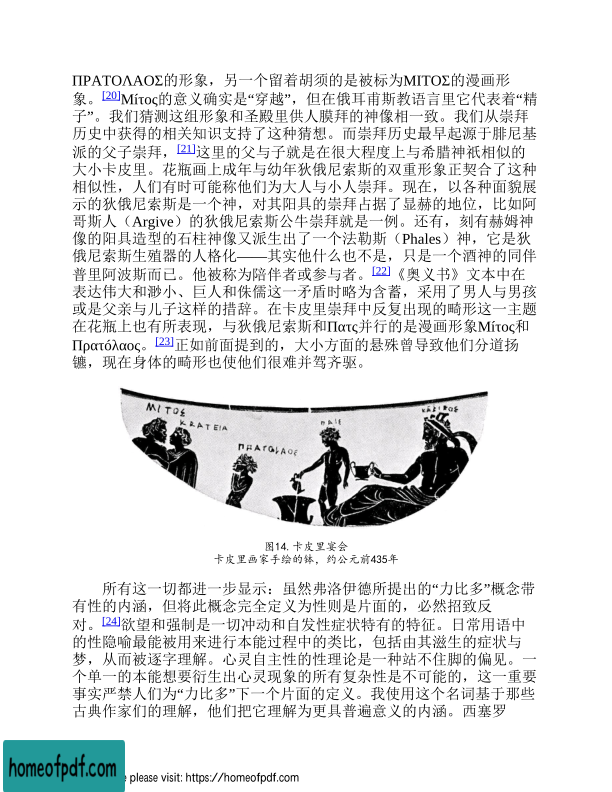 ΠΡΑΤΟΛΑΟΣ的形象，另一个留着胡须的是被标为ΜΙΤΟΣ的漫画形
象。[20]Μίτος的意义确实是“穿越”，但在俄耳甫斯教语言里它代表着“精
子”。我们猜测这组形象和圣殿里供人膜拜的神像相一致。我们从崇拜
历史中获得的相关知识支持了这种猜想。而崇拜历史最早起源于腓尼基
派的父子崇拜，[21]这里的父与子就是在很大程度上与希腊神祇相似的
大小卡皮里。花瓶画上成年与幼年狄俄尼索斯的双重形象正契合了这种
相似性，人们有时可能称他们为大人与小人崇拜。现在，以各种面貌展
示的狄俄尼索斯是一个神，对其阳具的崇拜占据了显赫的地位，比如阿
哥斯人（Argive）的狄俄尼索斯公牛崇拜就是一例。还有，刻有赫姆神
像的阳具造型的石柱神像又派生出了一个法勒斯（Phales）神，它是狄
俄尼索斯生殖器的人格化——其实他什么也不是，只是一个酒神的同伴
普里阿波斯而已。他被称为陪伴者或参与者。[22]《奥义书》文本中在
表达伟大和渺小、巨人和侏儒这一矛盾时略为含蓄，采用了男人与男孩
或是父亲与儿子这样的措辞。在卡皮里崇拜中反复出现的畸形这一主题
在花瓶上也有所表现，与狄俄尼索斯和Πατς并行的是漫画形象Μίτος和
Πρατόλαος。[23]正如前面提到的，大小方面的悬殊曾导致他们分道扬
镳，现在身体的畸形也使他们很难并驾齐驱。
ΜΙΤΟΣ
ΚΡΑΤΕΙΑ
ΠΡΑΤΟΛΑΟΣ
ΠΑΙΣ
ΚΑΒΙΡΟΣ
图14.卡皮里宴会
卡皮里画家手绘的钵，约公元前435年
所有这一切都进一步显示：虽然弗洛伊德所提出的“力比多”概念带
有性的内涵，但将此概念完全定义为性则是片面的，必然招致反
对。[24]欲望和强制是一切冲动和自发性症状特有的特征。日常用语中
的性隐喻最能被用来进行本能过程中的类比，包括由其滋生的症状与
梦，从而被逐字理解。心灵自主性的性理论是一种站不住脚的偏见。一
个单一的本能想要衍生出心灵现象的所有复杂性是不可能的，这一重要
事实严禁人们为“力比多”下一个片面的定义。我使用这个名词基于那些
古典作家们的理解，他们把它理解为更具普遍意义的内涵。西塞罗
homeofpdf.com
e please visit: https://homeofpdf.com